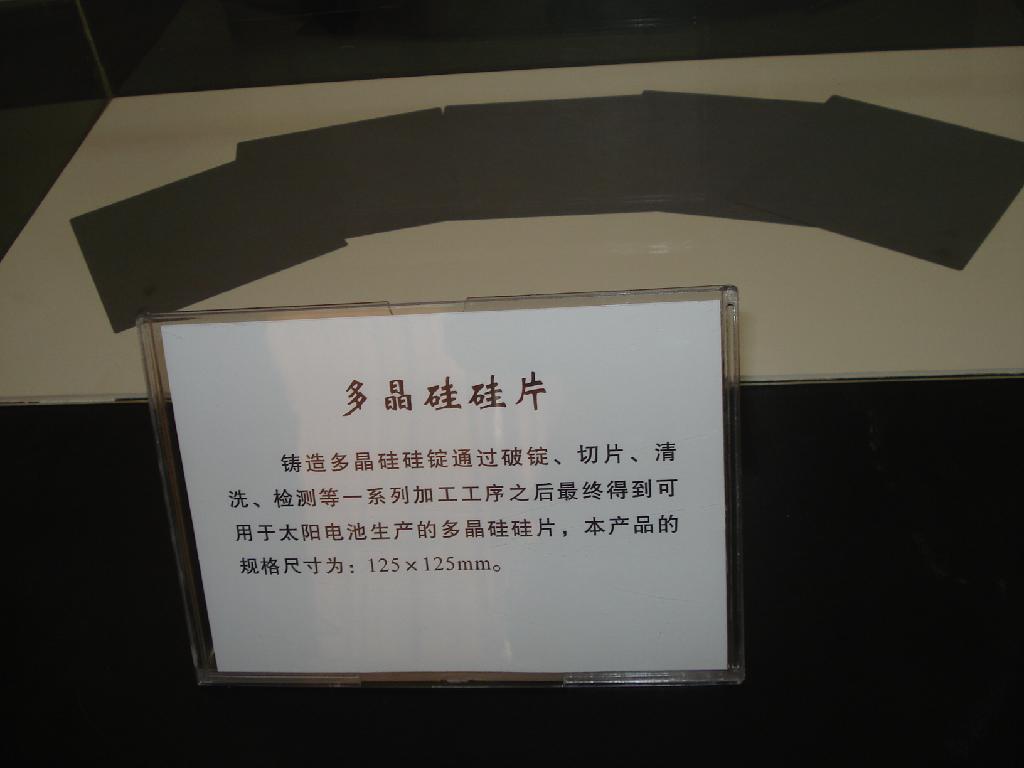 多晶硅硅片
铸造多晶硅硅锭通过破锭、切片、清
洗、检测等一系列加工工序之后最终得到可
用于太阳电池生产的多晶硅硅片，本产品的
规格尺寸为：125×125mm。